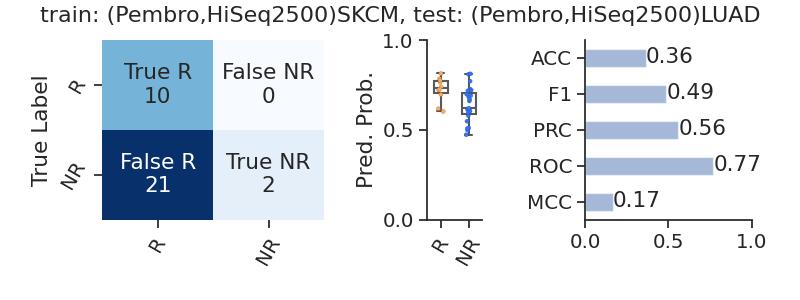 train: (Pembro,HiSeq2500)SKCM, test: (Pembro,HiSeq2500)LUAD
True Label
R
NR
True R
10
False NR
0
False R
21
True NR
2
R
NR
Pred. Prob.
1.0
0.5
0.0
R
NR
ACC
0.36
F1
0.49
PRC
0.56
ROC
0.77
MCC
0.17
0.0
0.5
1.0